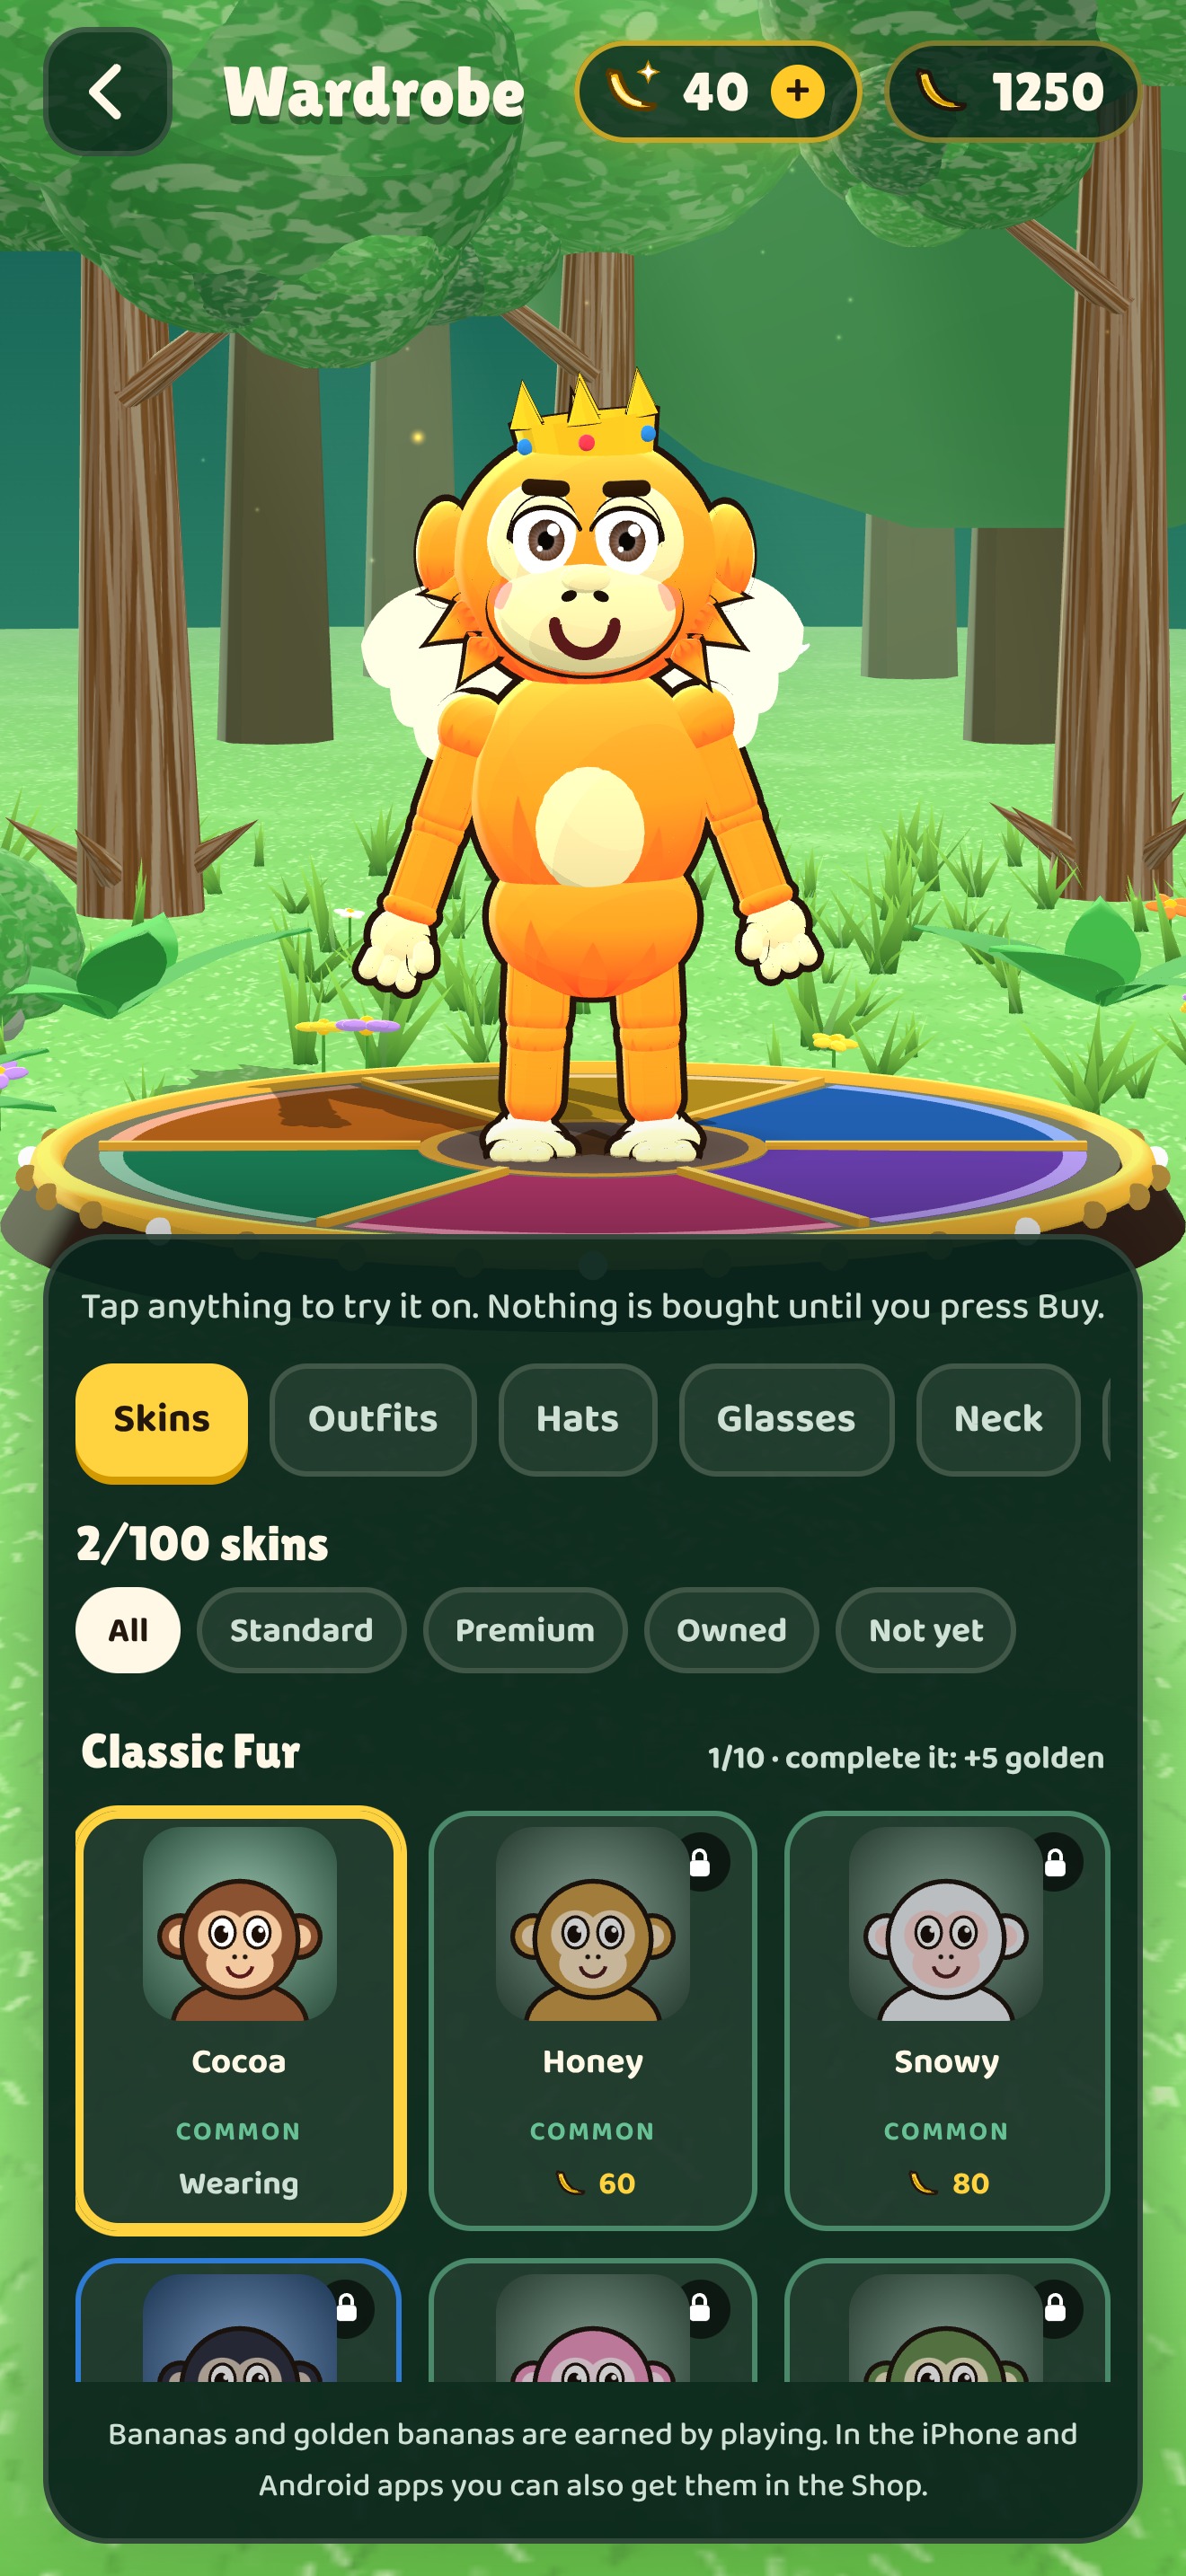 Wardrobe
40
+
1250
Tap anything to try it on. Nothing is bought until you press Buy.
Skins
Outfits
Hats
Glasses
Neck
2/100 skins
All
Standard
Premium
Owned
Not yet
Classic Fur
1/10 · complete it: +5 golden
Cocoa
Honey
Snowy
COMMON
COMMON
COMMON
Wearing
60
80
Bananas and golden bananas are earned by playing. In the iPhone and
Android apps you can also get them in the Shop.